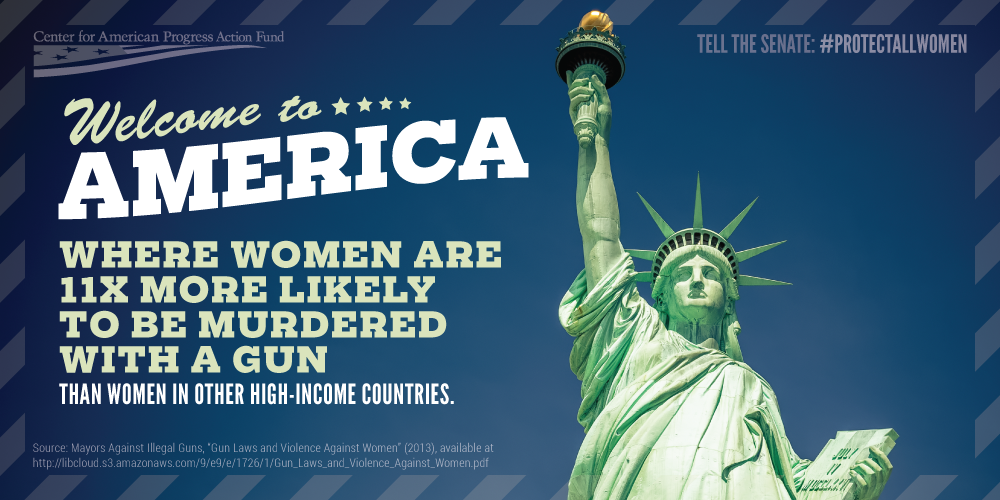 Center for American Progress Action Fund
TELL THE SENATE: #PROTECTALLWOMEN
Welcome to
AMERICA
WHERE WOMEN ARE
11X MORE LIKELY
TO BE MURDERED
WITH A GUN
THAN WOMEN IN OTHER HIGH-INCOME COUNTRIES.
Source: Mayors Against Illegal Guns, "Gun Laws and Violence Against Women" (2013), available at
http://libcloud.s3.amazonaws.com/9/e9/e/1726/1/Gun_Laws_and_Violence_Against_Women.pdf
JULY
IV